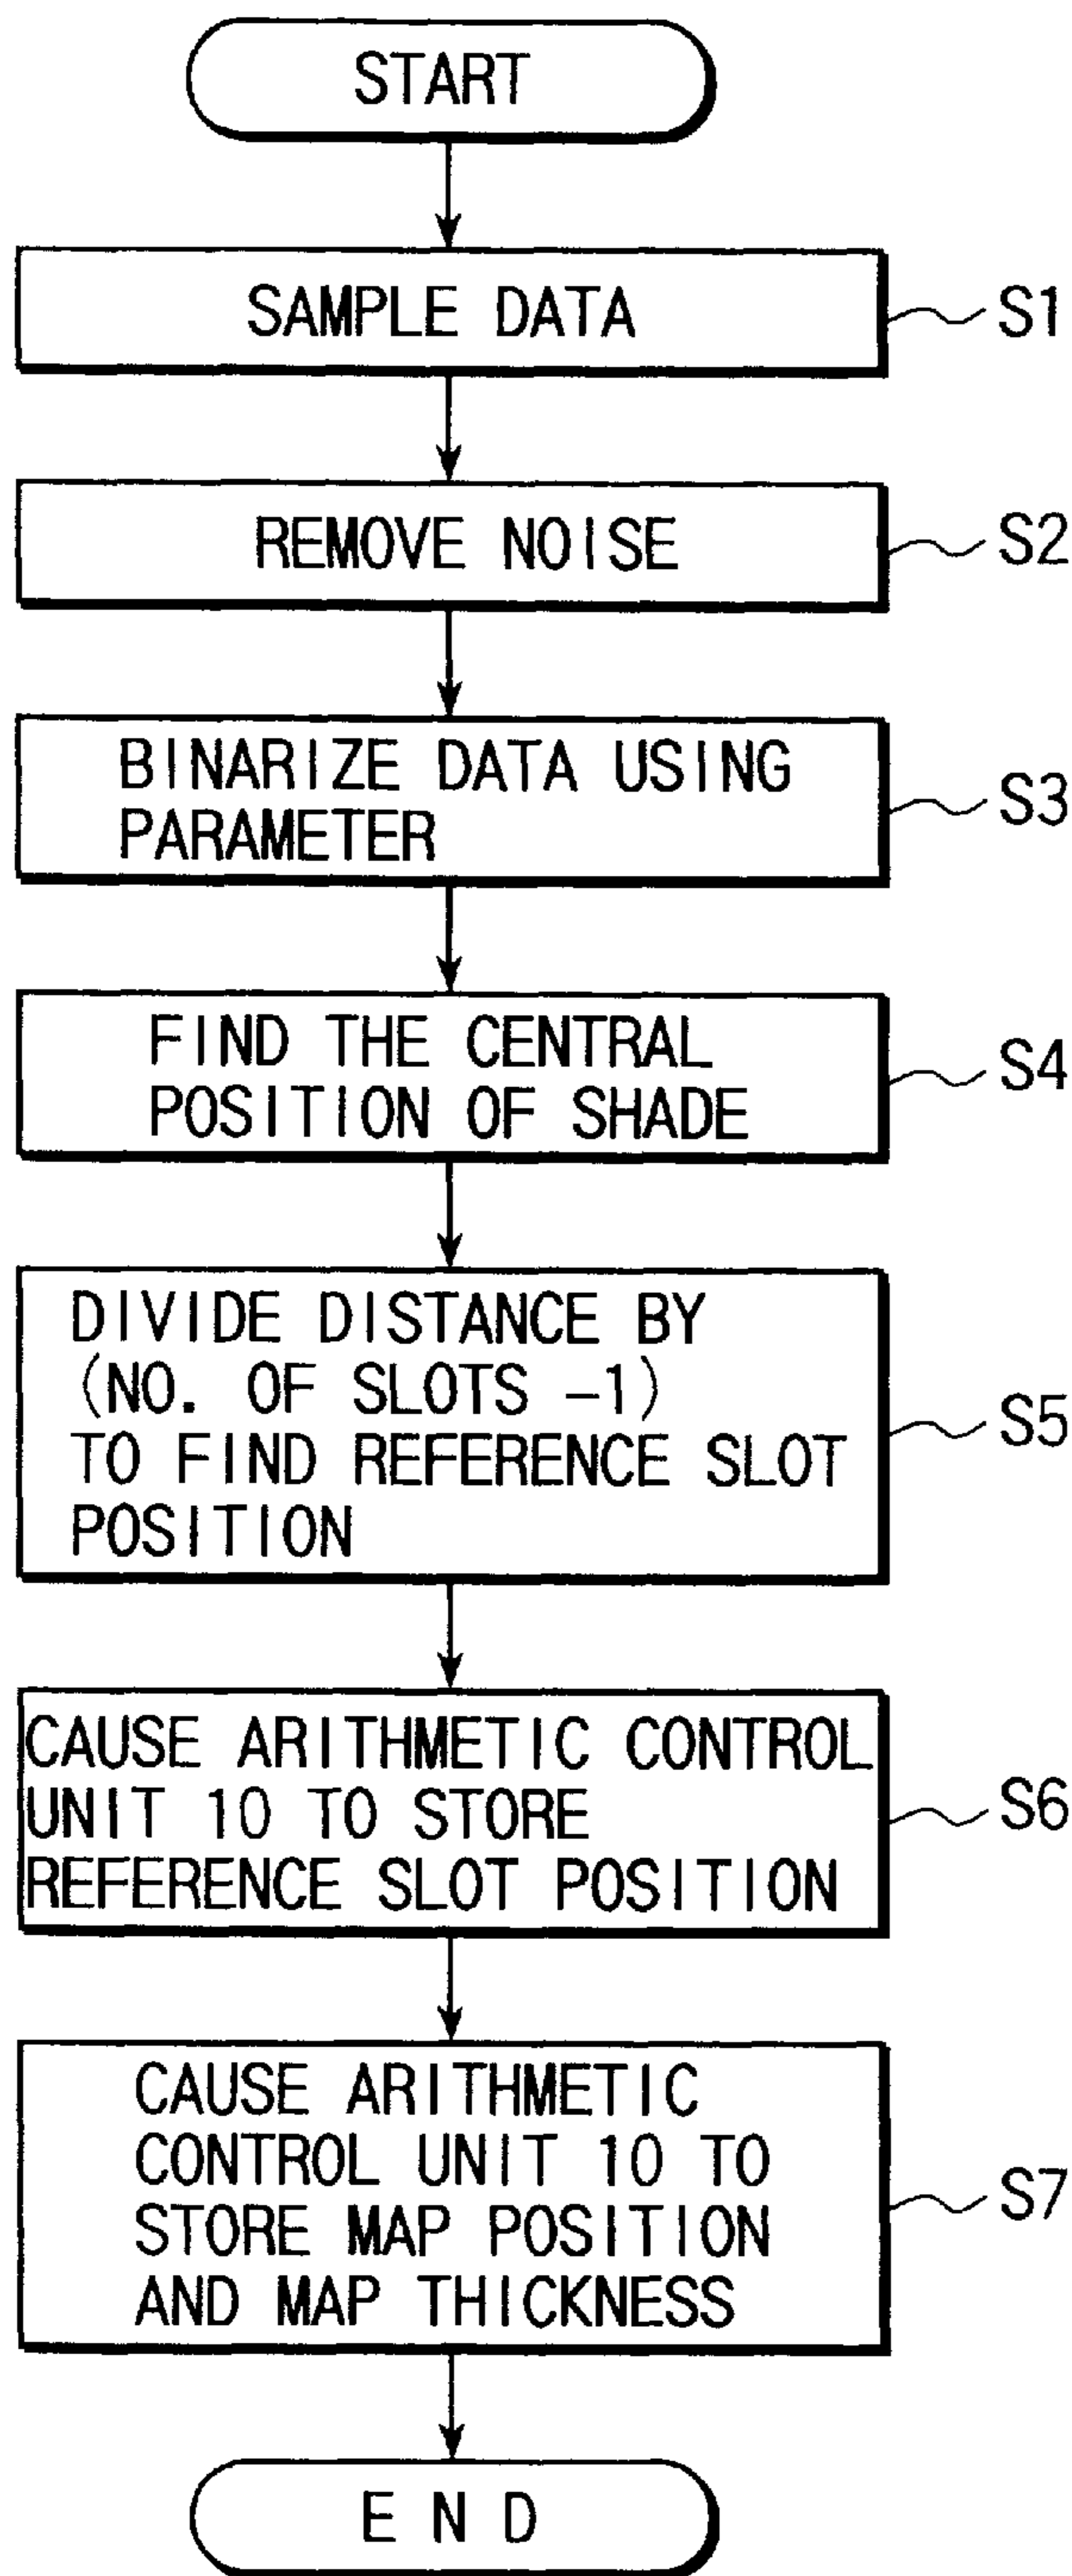 START
SAMPLE DATA
S1
REMOVE NOISE
S2
BINARIZE DATA USING
PARAMETER
S3
FIND THE CENTRAL
POSITION OF SHADE
S4
DIVIDE DISTANCE BY
(NO. OF SLOTS -1)
TO FIND REFERENCE SLOT
POSITION
S5
CAUSE ARITHMETIC CONTROL
UNIT 10 TO STORE
REFERENCE SLOT POSITION
S6
CAUSE ARITHMETIC
CONTROL UNIT 10 TO
STORE MAP POSITION
AND MAP THICKNESS
S7
END